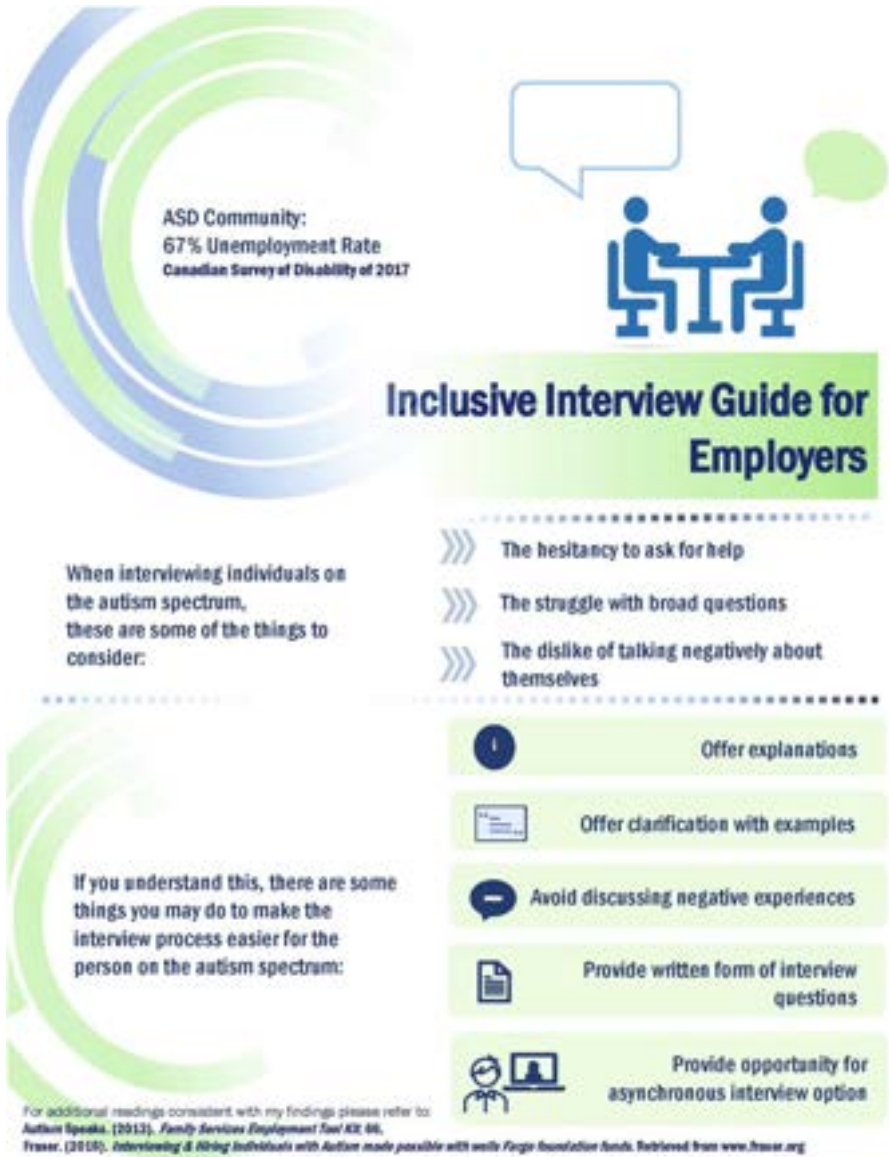 ASD Community:
67% Unemployment Rate
Canadian Survey of Disability of 2017
Inclusive Interview Guide for
Employers
When interviewing individuals on
the autism spectrum,
these are some of the things to
consider:
The hesitancy to ask for help
The struggle with broad questions
The dislike of talking negatively about
themselves
If you understand this, there are some
things you may do to make the
interview process easier for the
person on the autism spectrum:
Offer explanations
Offer clarification with examples
Avoid discussing negative experiences
Provide written form of interview
questions
Provide opportunity for
asynchronous interview option
For additional readings consistent with my findings please refer to:
Autism Speaks. (2013). Family Services Employment Tool Kit
Fraser. Interviewing & Hiring Individuals with Autism made possible with wells Fargo foundation funds. Retrieved from www.fraser.org